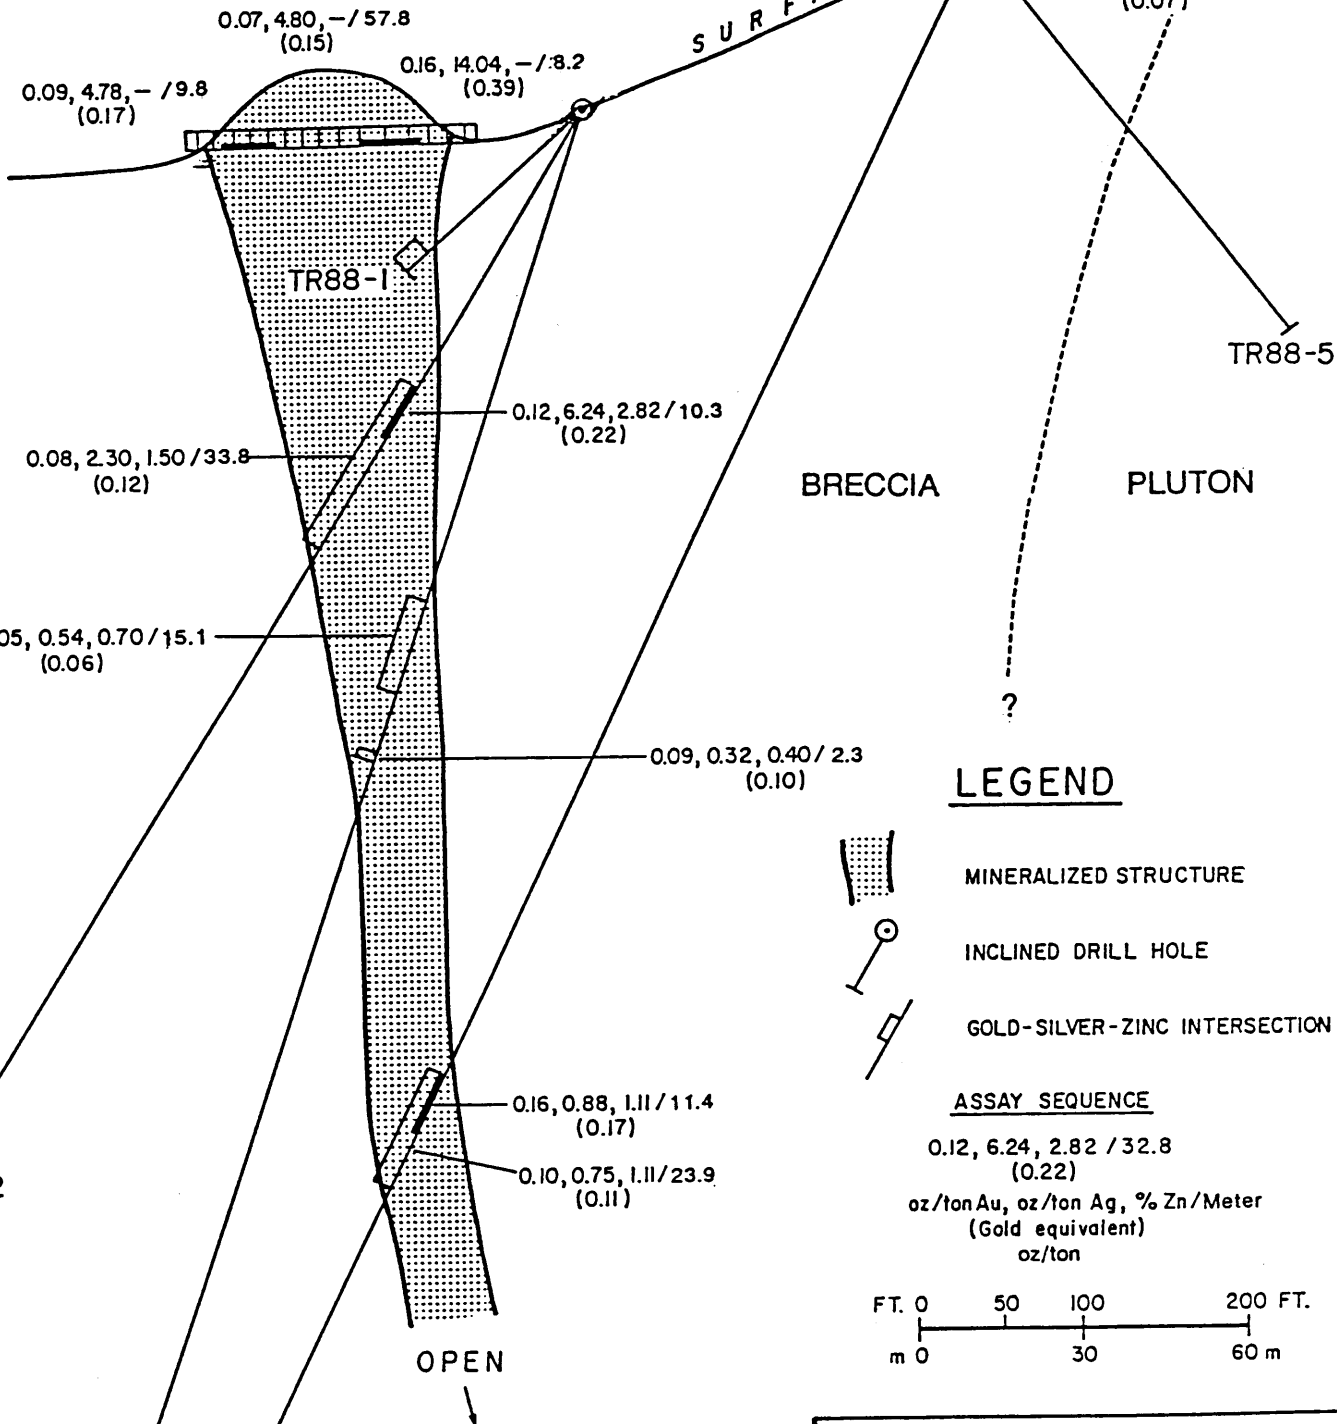 0.07, 4.80, -/57.8
(0.15)
(0.07)
SURF
0.16, 14.04, -/8.2
(0.39)
0.09, 4.78, -/9.8
(0.17)
TR88-1
TR88-5
0.12, 6.24, 2.82/10.3
(0.22)
0.08, 2.30, 1.50/33.8
(0.12)
BRECCIA
PLUTON
05, 0.54, 0.70/15.1
(0.06)
?
0.09, 0.32, 0.40/2.3
(0.10)
LEGEND
MINERALIZED STRUCTURE
INCLINED DRILL HOLE
GOLD-SILVER-ZINC INTERSECTION
0.16, 0.88, 1.11/11.4
(0.17)
0.10, 0.75, 1.11/23.9
(0.11)
2
ASSAY SEQUENCE
0.12, 6.24, 2.82 /32.8
(0.22)
oz/ton Au, oz/ton Ag, % Zn/Meter
(Gold equivalent)
oz/ton
FT. 0 50 100 200 FT.
m 0 30 60 m
OPEN